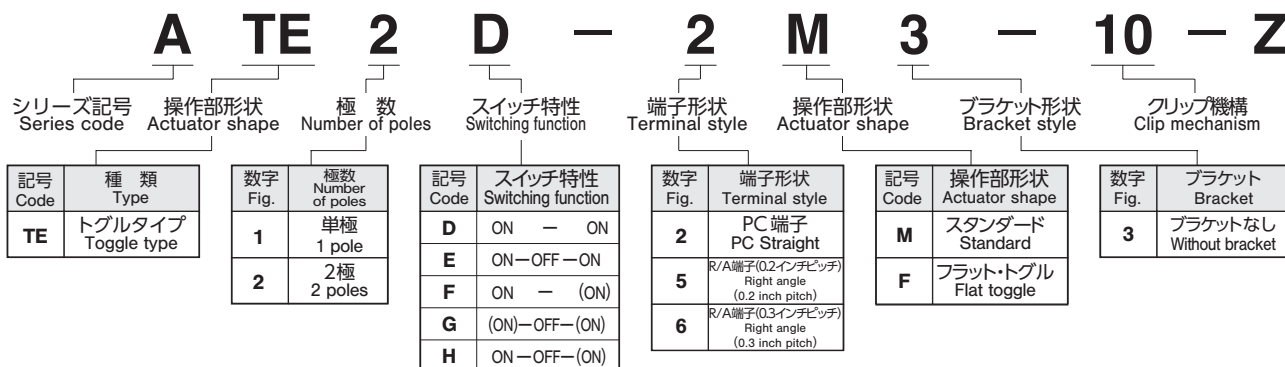 A TE 2 D － 2 M 3 － 10 － Z
シリーズ記号 操作部形状 極 数 スイッチ特性 端子形状 操作部形状 ブラケット形状 クリップ機構
Series code Actuator shape Number of poles Switching function Terminal style Actuator shape Bracket style Clip mechanism
記号
Code
種 類
Type
TE
トグルタイプ
Toggle type
数字
Fig.
極数
Number
of poles
1
単極
1 pole
2
2極
2 poles
記号
Code
スイッチ特性
Switching function
D ON － ON
E ON－OFF－ON
F ON － (ON)
G (ON)－OFF－(ON)
H ON－OFF－(ON)
数字
Fig.
端子形状
Terminal style
2
PC端子
PC Straight
5
R/A端子(0.2インチピッチ)
Right angle
(0.2 inch pitch)
6
R/A端子(0.3インチピッチ)
Right angle
(0.3 inch pitch)
記号
Code
操作部形状
Actuator shape
M
スタンダード
Standard
F
フラット・トグル
Flat toggle
数字
Fig.
ブラケット
Bracket
3
ブラケットなし
Without bracket